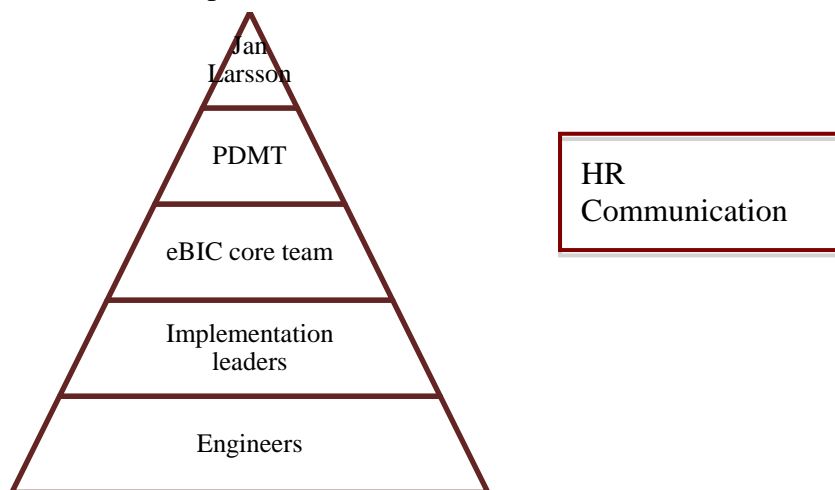 Jan
Larsson
PDMT
eBIC core team
Implementation
leaders
Engineers
HR
Communication